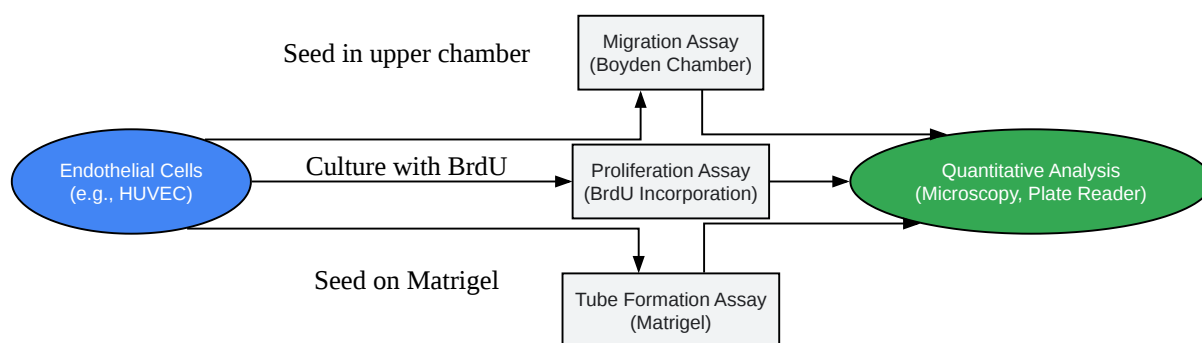 Seed in upper chamber
Migration Assay
(Boyden Chamber)
Endothelial Cells
(e.g., HUVEC)
Culture with BrdU
Proliferation Assay
(BrdU Incorporation)
Quantitative Analysis
(Microscopy, Plate Reader)
Seed on Matrigel
Tube Formation Assay
(Matrigel)